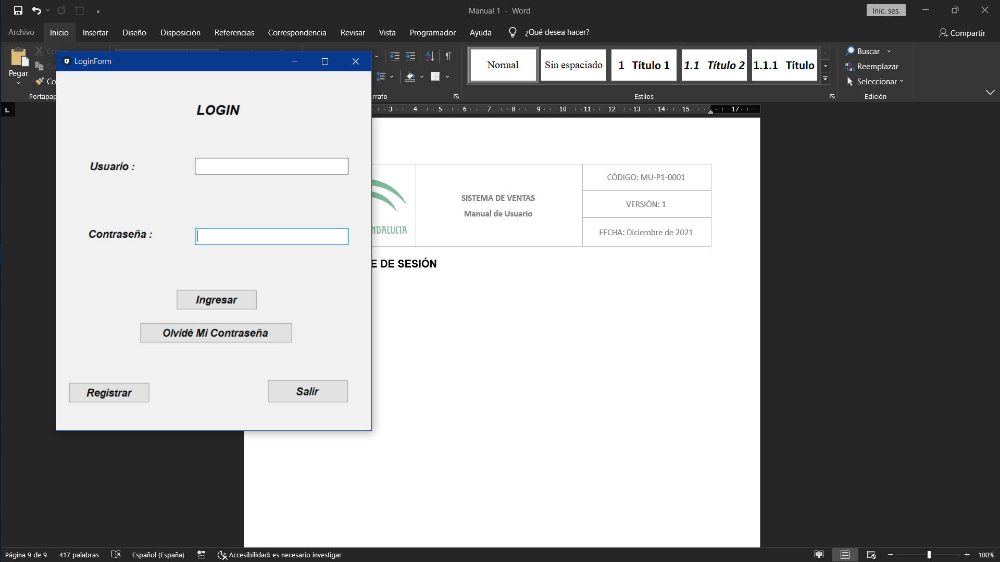 Manual 1 - Word
Inic. ses.
Archivo
Inicio
Insertar
Diseño
Disposición
Referencias
Correspondencia
Revisar
Vista
Programador
Ayuda
¿Qué desea hacer?
Compartir
Pegar
LoginForm
LOGIN
Usuario :
Contraseña :
Ingresar
Olvidé Mi Contraseña
Registrar
Salir
Normal
Sin espaciado
1 Título 1
1.1 Título 2
1.1.1 Título
Estilos
Buscar
Reemplazar
Seleccionar
Edición
3 4 5 6 7 8 9 10 11 12 13 14 15 17
SISTEMA DE VENTAS
Manual de Usuario
CÓDIGO: MU-P1-0001
VERSIÓN: 1
FECHA: Diciembre de 2021
NDALUCIA
E DE SESIÓN
Página 9 de 9
417 palabras
Español (España)
Accesibilidad: es necesario investigar
100%